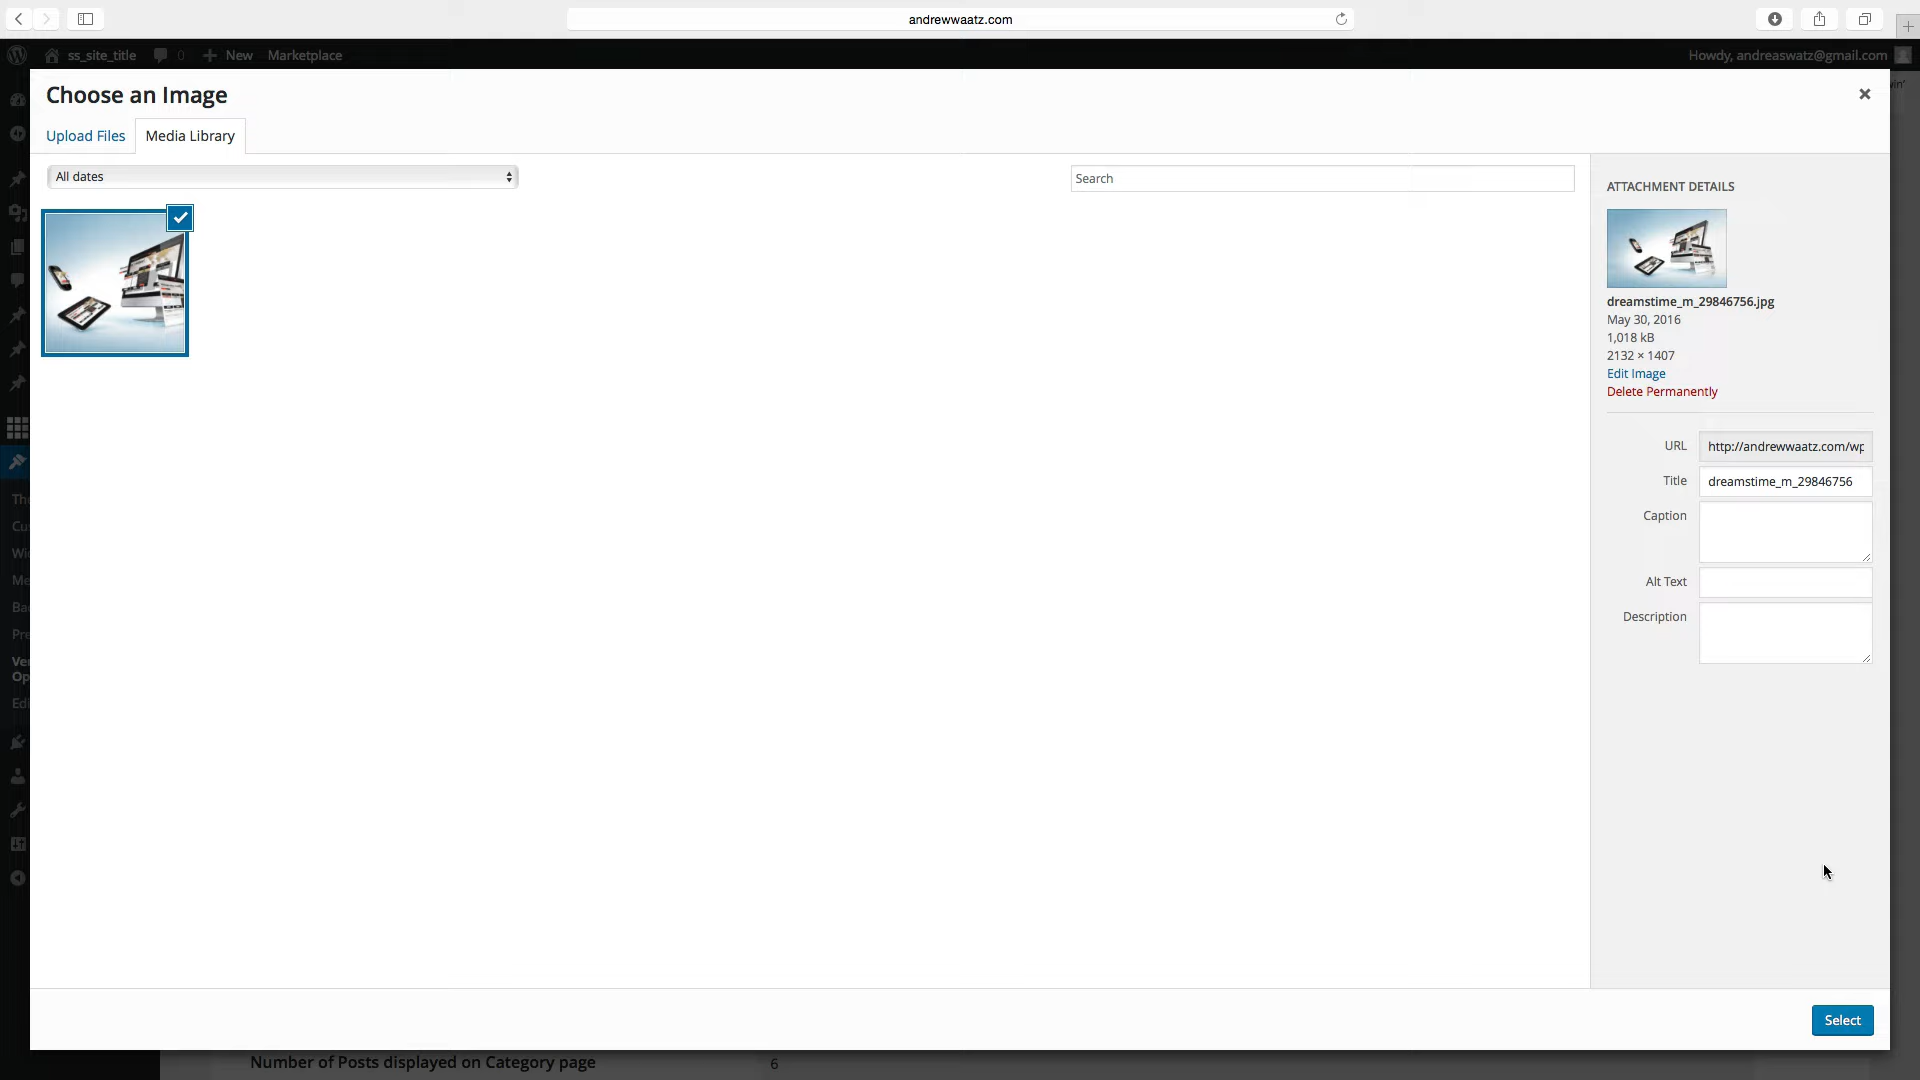 andrewwaatz.com
ss_site_title
0
New
Marketplace
Howdy, andreaswatz@gmail.com
Choose an Image
Upload Files
Media Library
All dates
Search
ATTACHMENT DETAILS
dreamstime_m_29846756.jpg
May 30, 2016
1,018 kB
2132 × 1407
Edit Image
Delete Permanently
URL
http://andrewwaatz.com/wp
Title
dreamstime_m_29846756
Caption
Alt Text
Description
Select
Number of Posts displayed on Category page
6